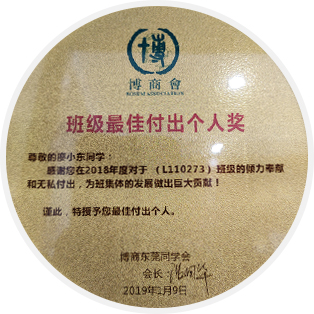 博商會
班级最佳付出个人奖
尊敬的廖小东同学：
感谢您在2018年度对于（L110273）班级的倾力奉献
和无私付出，为班集体的发展做出巨大贡献！
谨此，特授予您最佳付出个人。
博商东莞同学会
会长：
2019年1月9日